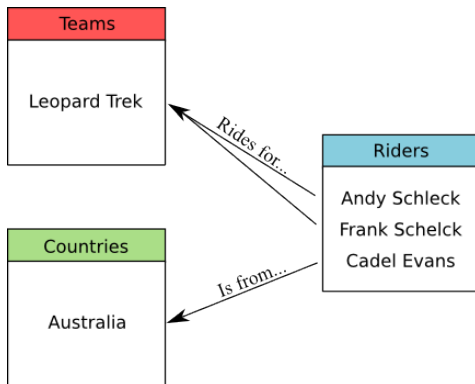 Teams
Leopard Trek
Rides for...
Riders
Andy Schleck
Frank Schelck
Cadel Evans
Countries
Is from...
Australia